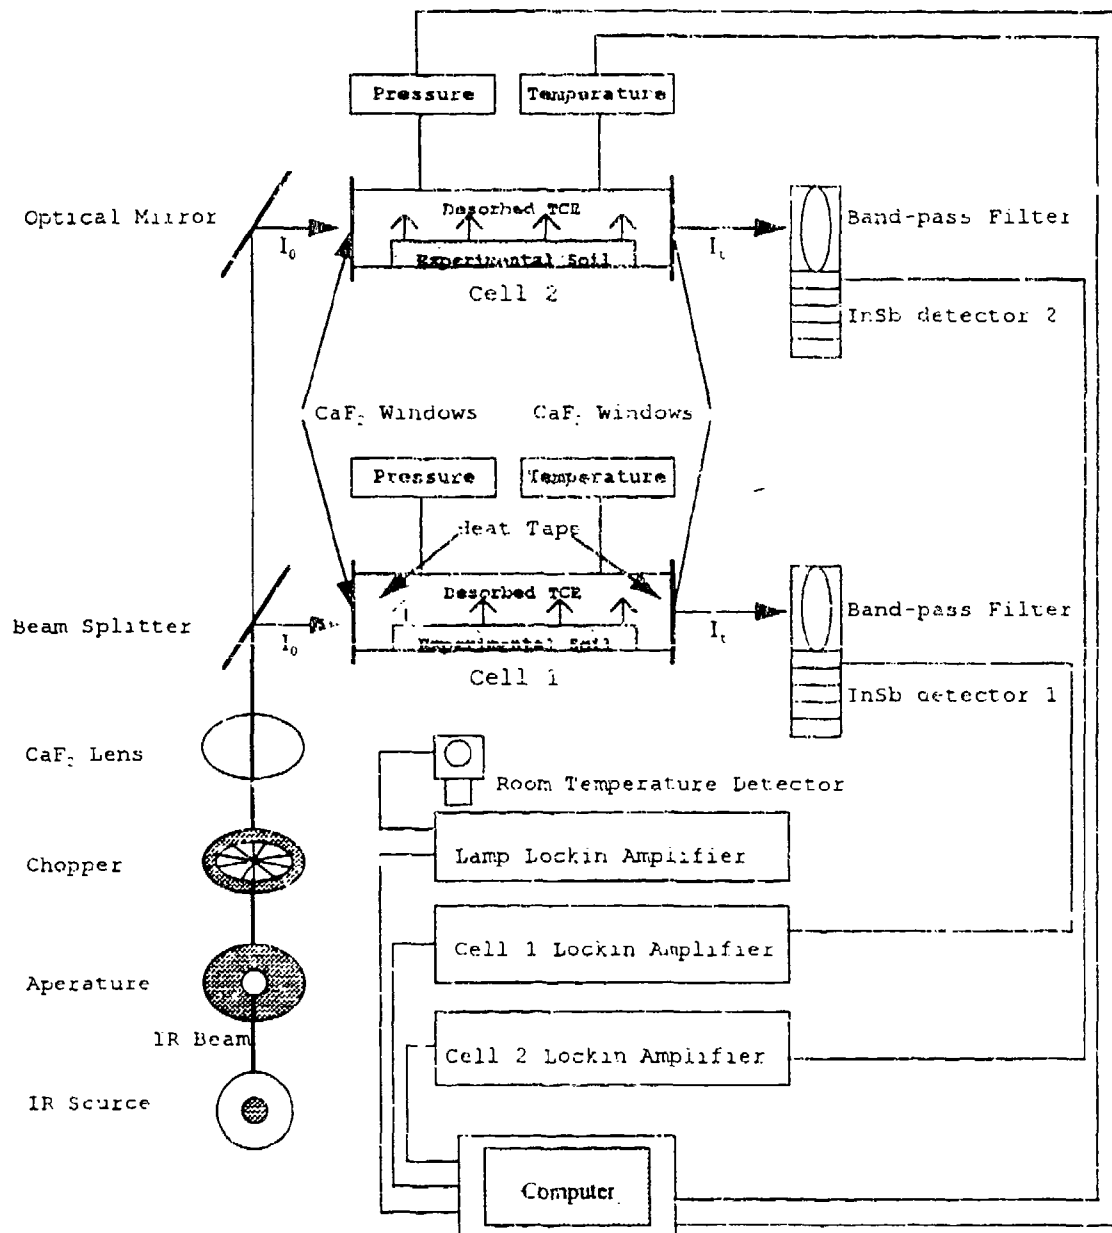 Pressure
Tempurature
Optical Mirror
I₀
Desorbed TCE
Experimental Soil
Cell 2
Iₜ
Band-pass Filter
InSb detector 2
CaF₂ Windows
CaF₂ Windows
Pressure
Temperature
Heat Tape
Beam Splitter
I₀
Desorbed TCE
Experimental Soil
Cell 1
Iₜ
Band-pass Filter
InSb detector 1
CaF₂ Lens
Room Temperature Detector
Chopper
Lamp Lockin Amplifier
Aperature
Cell 1 Lockin Amplifier
IR Beam
Cell 2 Lockin Amplifier
IR Source
Computer